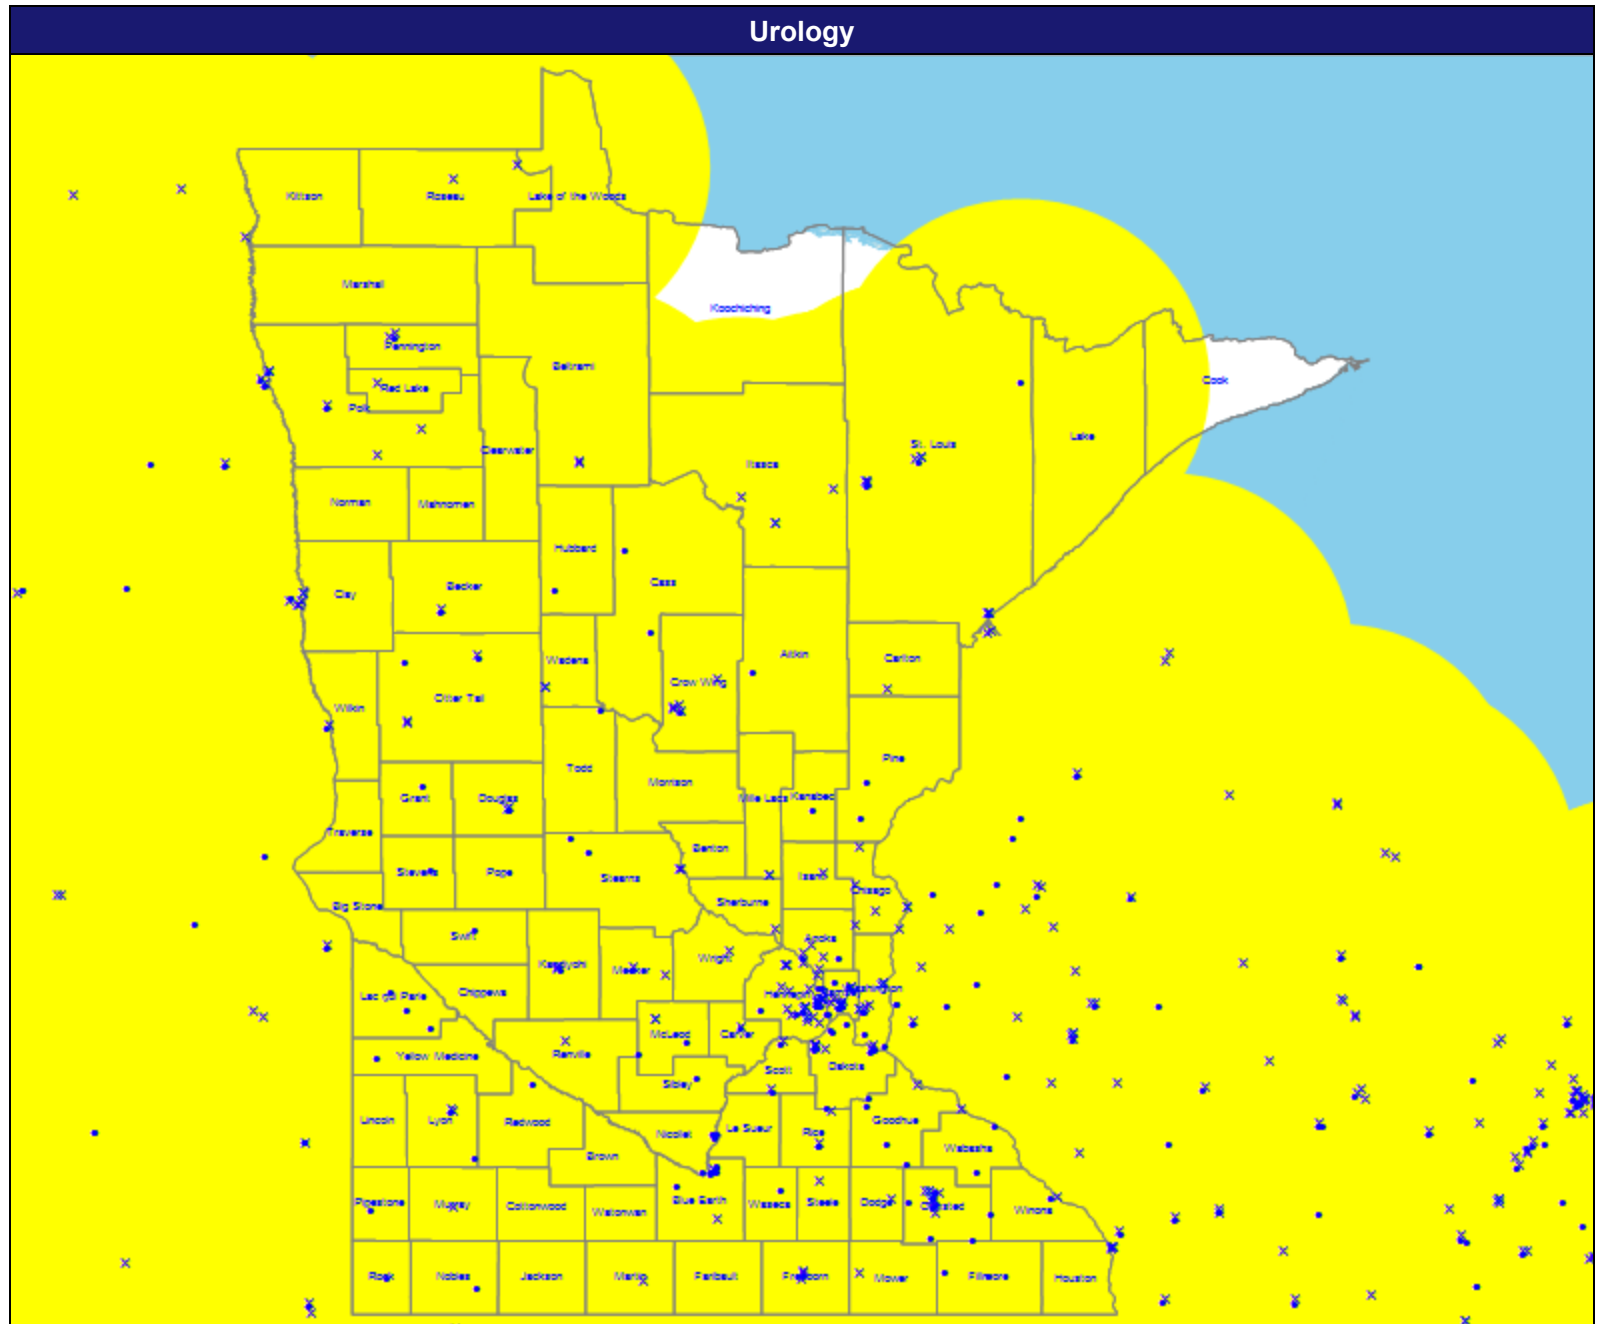 Urology
Kittson
Roseau
Lake of the Woods
Marshall
Koochiching
Pennington
Beltrami
Cook
Red Lake
Polk
Lake
St. Louis
Clearwater
Itasca
Norman
Mahnomen
Hubbard
Cass
Becker
Clay
Aitkin
Carlton
Wadena
Crow Wing
Otter Tail
Wilkin
Pine
Todd
Morrison
Grant
Douglas
Mille Lacs
Kanabec
Traverse
Benton
Stevens
Pope
Stearns
Isanti
Chisago
Sherburne
Big Stone
Swift
Anoka
Wright
Kandiyohi
Meeker
Chippewa
Hennepin
Washington
Lac qui Parle
McLeod
Carver
Yellow Medicine
Renville
Scott
Dakota
Sibley
Lincoln
Lyon
Redwood
Nicollet
Le Sueur
Rice
Goodhue
Wabasha
Brown
Pipestone
Murray
Cottonwood
Watonwan
Blue Earth
Waseca
Steele
Dodge
Olmsted
Winona
Rock
Nobles
Jackson
Martin
Faribault
Freeborn
Mower
Fillmore
Houston